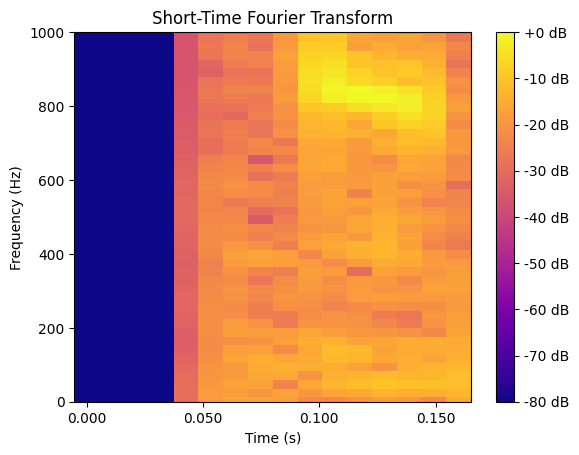 Short-Time Fourier Transform
Frequency (Hz)
1000
800
600
400
200
0
0.000
0.050
0.100
0.150
Time (s)
+0 dB
-10 dB
-20 dB
-30 dB
-40 dB
-50 dB
-60 dB
-70 dB
-80 dB